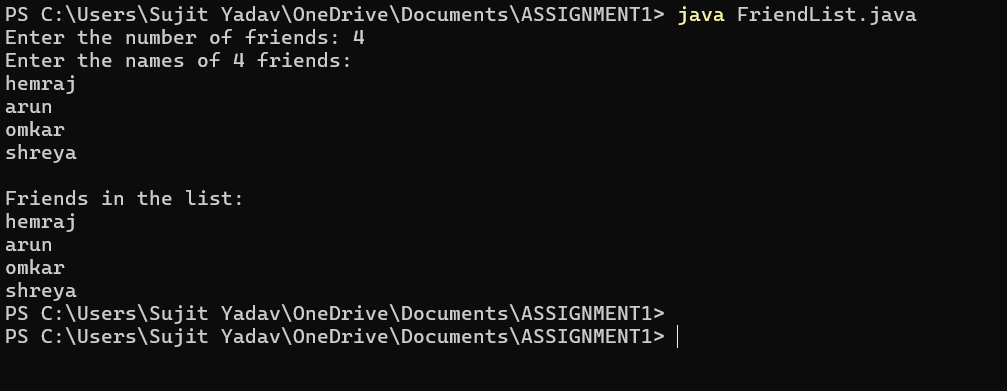 PS C:\Users\Sujit Yadav\OneDrive\Documents\ASSIGNMENT1> java FriendList.java
Enter the number of friends: 4
Enter the names of 4 friends:
hemraj
arun
omkar
shreya

Friends in the list:
hemraj
arun
omkar
shreya
PS C:\Users\Sujit Yadav\OneDrive\Documents\ASSIGNMENT1>
PS C:\Users\Sujit Yadav\OneDrive\Documents\ASSIGNMENT1>